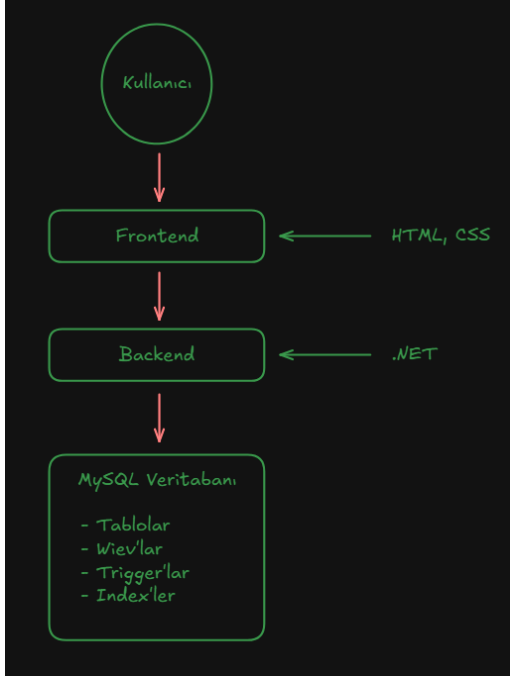 Kullanıcı
Frontend
HTML, CSS
Backend
.NET
MySQL Veritabanı
- Tablolar
- Wiev'lar
- Trigger'lar
- Index'ler